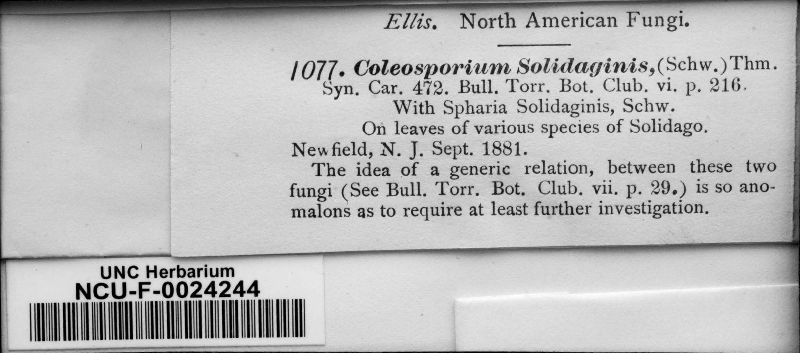 Ellis. North American Fungi.
1077. Coleosporium Solidaginis, (Schw.) Thm.
Syn. Car. 472. Bull. Torr. Bot. Club. vi. p. 216.
With Spharia Solidaginis, Schw.
On leaves of various species of Solidago.
Newfield, N. J. Sept. 1881.
The idea of a generic relation, between these two
fungi (See Bull. Torr. Bot. Club. vii. p. 29.) is so ano-
malons as to require at least further investigation.
UNC Herbarium
NCU-F-0024244